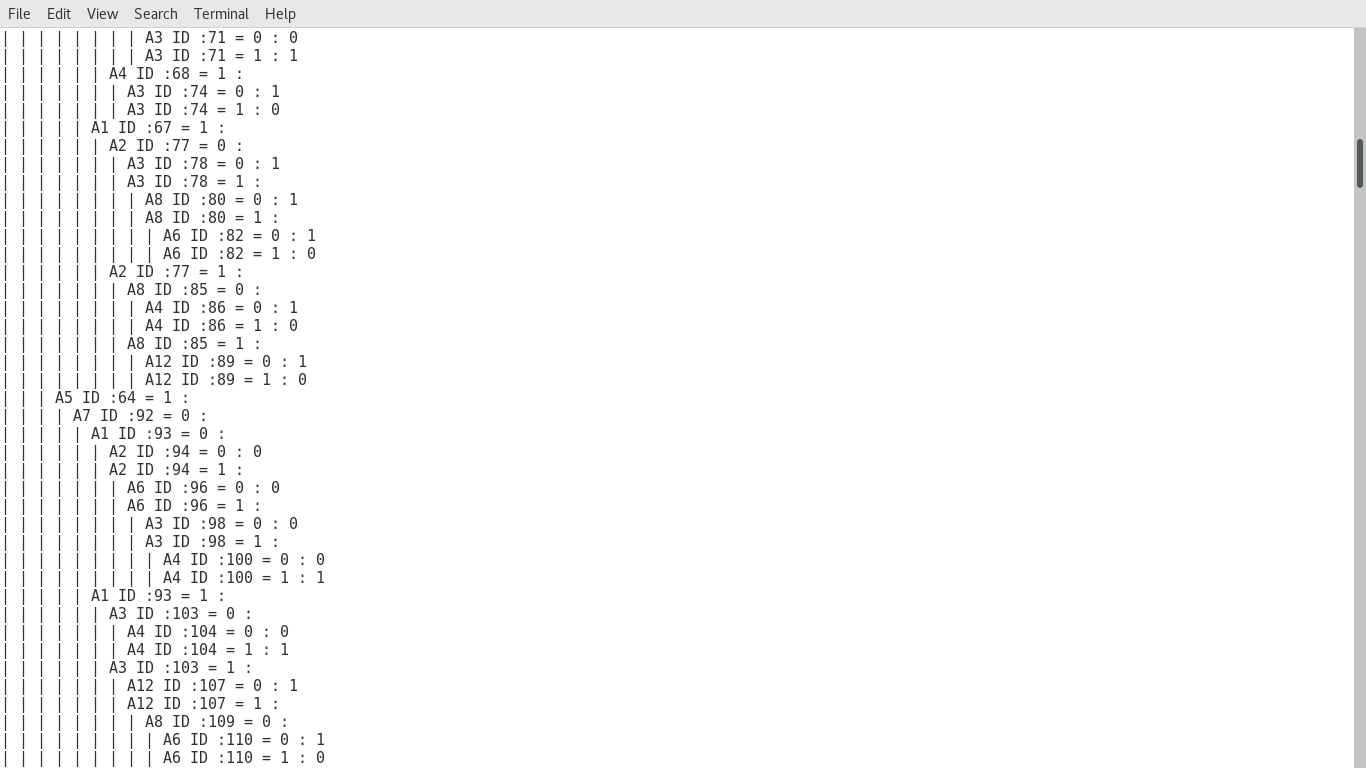 File Edit View Search Terminal Help
| | | | | | | | A3 ID :71 = 0 : 0
| | | | | | | | A3 ID :71 = 1 : 1
| | | | | | A4 ID :68 = 1 :
| | | | | | | A3 ID :74 = 0 : 1
| | | | | | | A3 ID :74 = 1 : 0
| | | | | A1 ID :67 = 1 :
| | | | | | A2 ID :77 = 0 :
| | | | | | | A3 ID :78 = 0 : 1
| | | | | | | A3 ID :78 = 1 :
| | | | | | | | A8 ID :80 = 0 : 1
| | | | | | | | A8 ID :80 = 1 :
| | | | | | | | | A6 ID :82 = 0 : 1
| | | | | | | | | A6 ID :82 = 1 : 0
| | | | | | A2 ID :77 = 1 :
| | | | | | | A8 ID :85 = 0 :
| | | | | | | | A4 ID :86 = 0 : 1
| | | | | | | | A4 ID :86 = 1 : 0
| | | | | | | A8 ID :85 = 1 :
| | | | | | | | A12 ID :89 = 0 : 1
| | | | | | | | A12 ID :89 = 1 : 0
| | | A5 ID :64 = 1 :
| | | | A7 ID :92 = 0 :
| | | | | A1 ID :93 = 0 :
| | | | | | A2 ID :94 = 0 : 0
| | | | | | A2 ID :94 = 1 :
| | | | | | | A6 ID :96 = 0 : 0
| | | | | | | A6 ID :96 = 1 :
| | | | | | | | A3 ID :98 = 0 : 0
| | | | | | | | A3 ID :98 = 1 :
| | | | | | | | | A4 ID :100 = 0 : 0
| | | | | | | | | A4 ID :100 = 1 : 1
| | | | | A1 ID :93 = 1 :
| | | | | | A3 ID :103 = 0 :
| | | | | | | A4 ID :104 = 0 : 0
| | | | | | | A4 ID :104 = 1 : 1
| | | | | | A3 ID :103 = 1 :
| | | | | | | A12 ID :107 = 0 : 1
| | | | | | | A12 ID :107 = 1 :
| | | | | | | | A8 ID :109 = 0 :
| | | | | | | | | A6 ID :110 = 0 : 1
| | | | | | | | | A6 ID :110 = 1 : 0